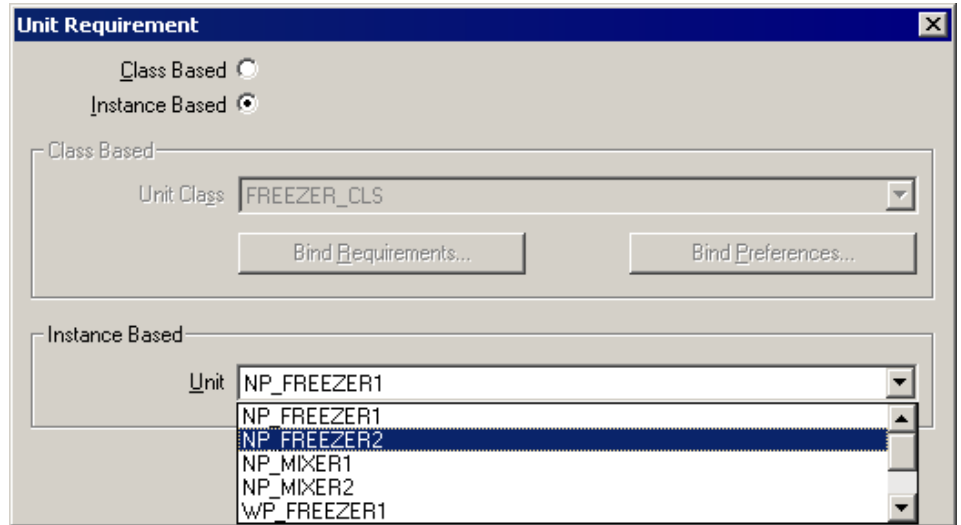 Unit Requirement
Class Based
Instance Based
Class Based
Unit Class FREEZER_CLS
Bind Requirements... Bind Preferences...
Instance Based
Unit NP_FREEZER1
NP_FREEZER1
NP_FREEZER2
NP_MIXER1
NP_MIXER2
WP_FREEZER1